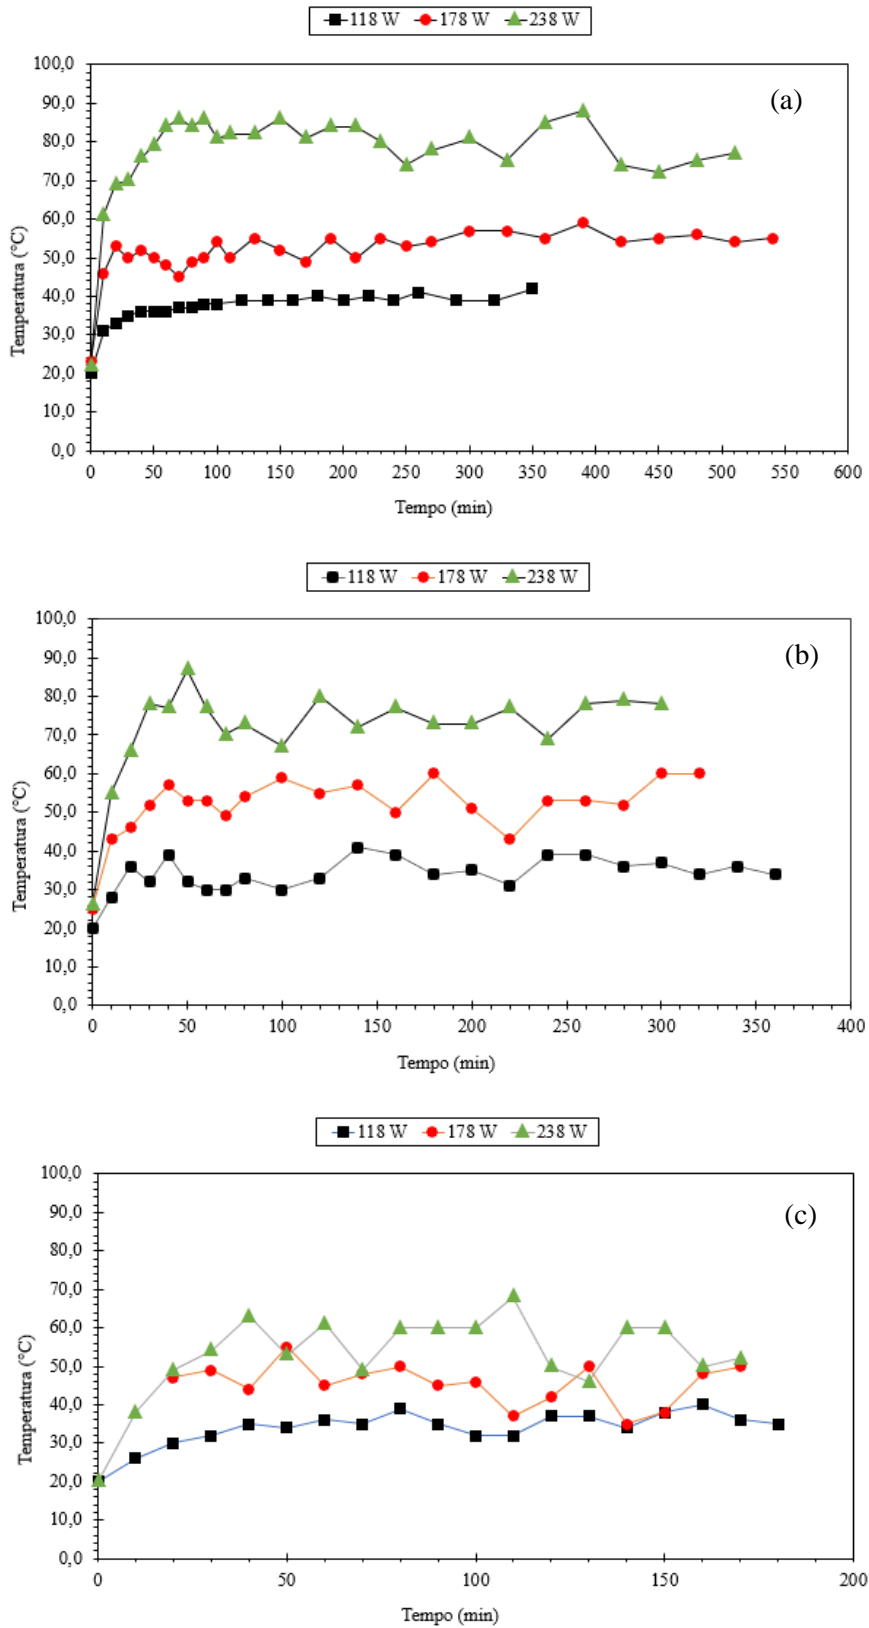 118 W 178 W 238 W
100,0
(a)
90,0
80,0
70,0
60,0
50,0
40,0
30,0
20,0
10,0
0,0
Temperatura (°C)
0 50 100 150 200 250 300 350 400 450 500 550 600
Tempo (min)
118 W 178 W 238 W
100,0
(b)
90,0
80,0
70,0
60,0
50,0
40,0
30,0
20,0
10,0
0,0
Temperatura (°C)
0 50 100 150 200 250 300 350 400
Tempo (min)
118 W 178 W 238 W
100,0
(c)
90,0
80,0
70,0
60,0
50,0
40,0
30,0
20,0
10,0
0,0
Temperatura (°C)
0 50 100 150 200
Tempo (min)